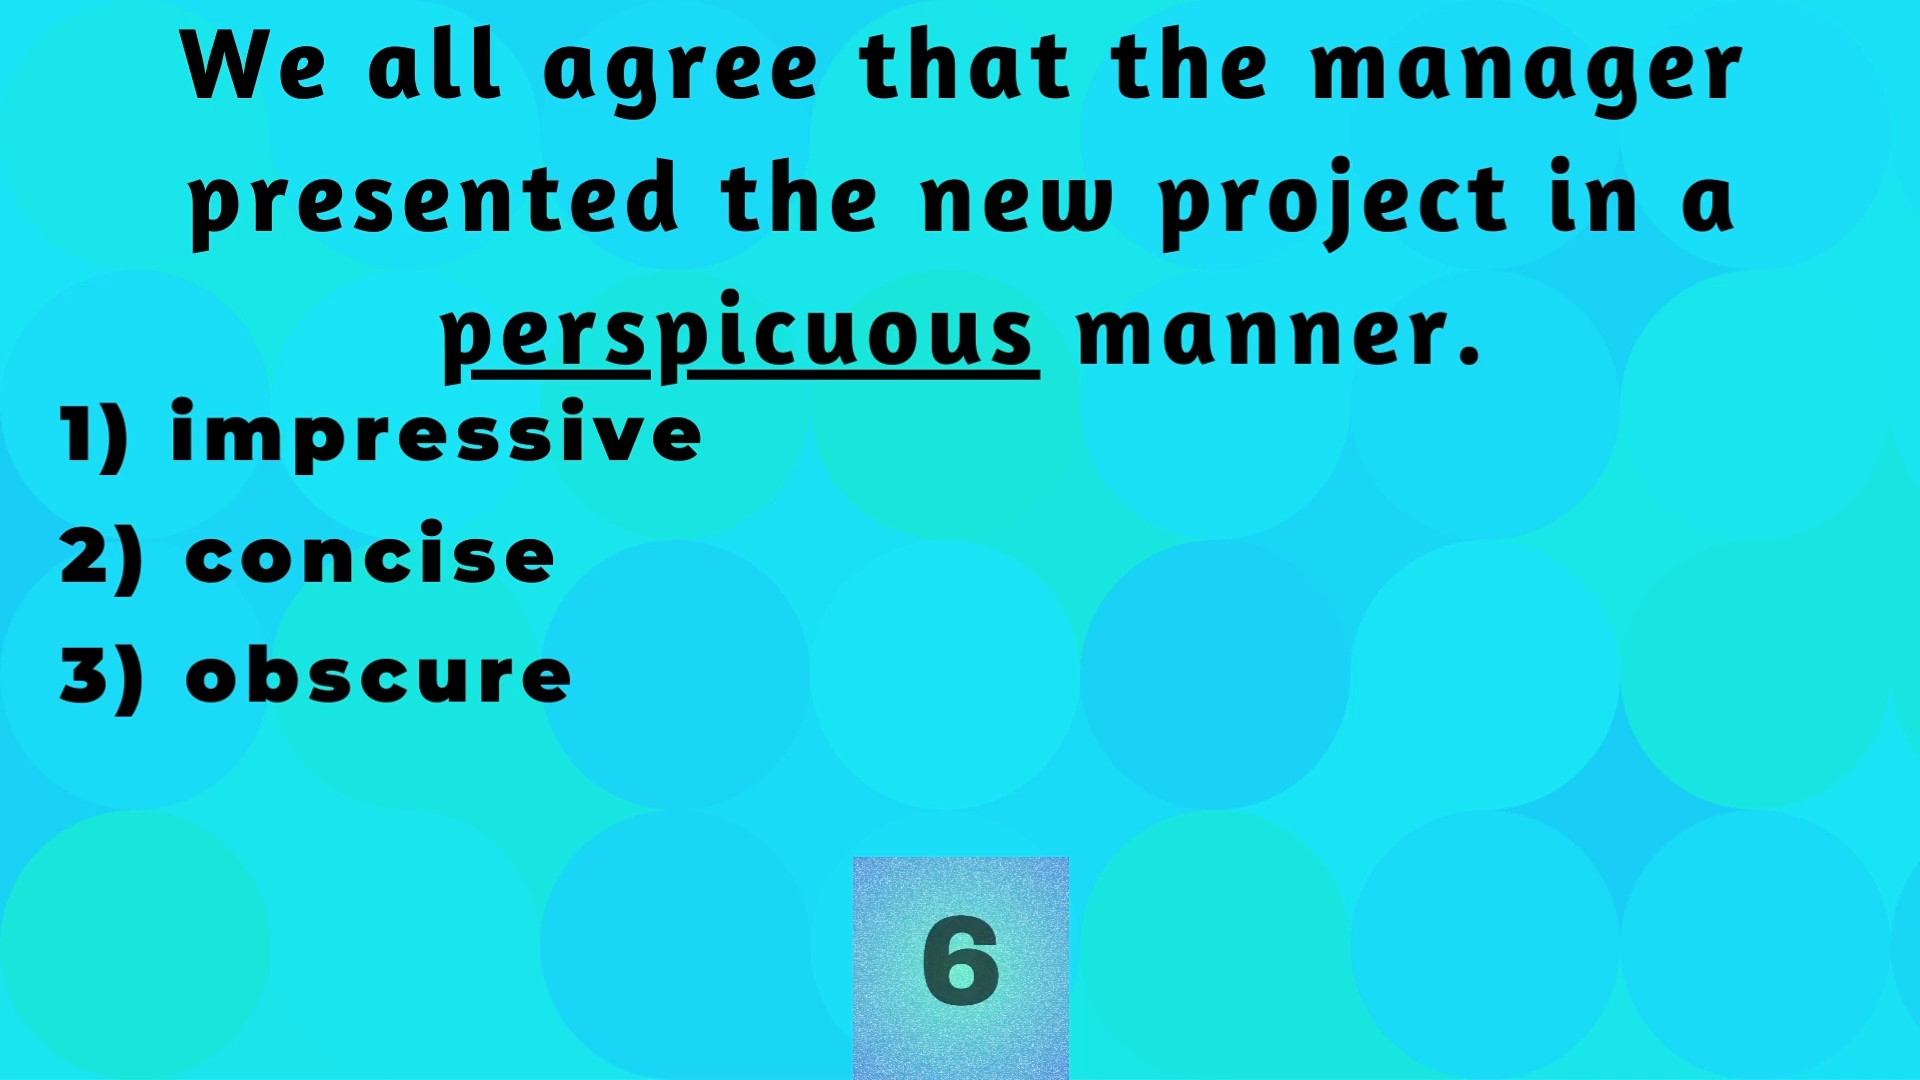 We all agree that the manager
presented the new project in a
perspicuous manner.
1) impressive
2) concise
3) obscure
6